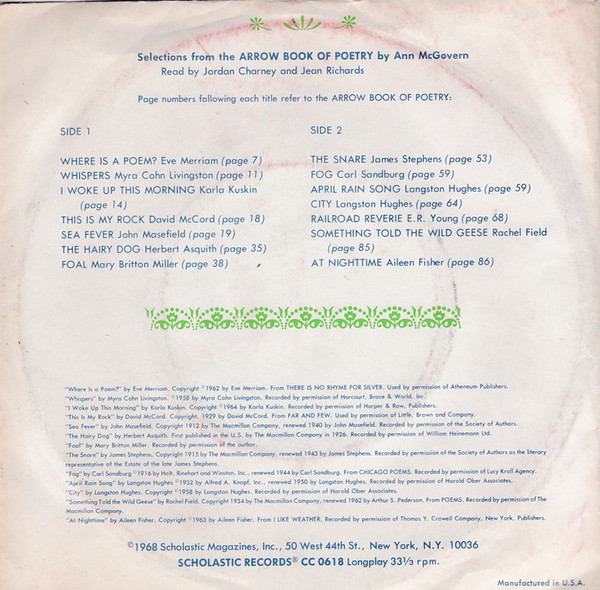 Selections from the ARROW BOOK OF POETRY by Ann McGovern
Read by Jordan Charney and Jean Richards
Page numbers following each title refer to the ARROW BOOK OF POETRY:
SIDE 1
WHERE IS A POEM? Eve Merriam (page 7)
WHISPERS Myra Cohn Livingston (page 11)
I WOKE UP THIS MORNING Karla Kuskin
(page 14)
THIS IS MY ROCK David McCord (page 18)
SEA FEVER John Masefield (page 19)
THE HAIRY DOG Herbert Asquith (page 35)
FOAL Mary Britton Miller (page 38)
SIDE 2
THE SNARE James Stephens (page 53)
FOG Carl Sandburg (page 59)
APRIL RAIN SONG Langston Hughes (page 59)
CITY Langston Hughes (page 64)
RAILROAD REVERIE E.R. Young (page 68)
SOMETHING TOLD THE WILD GEESE Rachel Field
(page 85)
AT NIGHTTIME Aileen Fisher (page 86)
"Where Is a Poem?" by Eve Merriam. Copyright ©1962 by Eve Merriam. From THERE IS NO RHYME FOR SILVER. Used by permission of Atheneum Publishers.
"Whispers" by Myra Cohn Livingston. ©1958 by Myra Cohn Livingston. Recorded by permission of Harcourt, Brace & World, Inc.
"I Woke Up This Morning" by Karla Kuskin. Copyright ©1964 by Karla Kuskin. Recorded by permission of Harper & Row, Publishers.
"This Is My Rock" by David McCord. Copyright, 1929 by David McCord. From FAR AND FEW. Used by permission of Little, Brown and Company.
"Sea Fever" by John Masefield. Copyright 1912 by The Macmillan Company, renewed 1940 by John Masefield. Recorded by permission of the Society of Authors.
"The Hairy Dog" by Herbert Asquith. First published in the U.S. by The Macmillan Company in 1926. Recorded by permission of William Heinemann Ltd.
"Foal" by Mary Britton Miller. Recorded by permission of the author.
"The Snare" by James Stephens. Copyright 1915 by The Macmillan Company, renewed 1943 by James Stephens. Recorded by permission of the Society of Authors as the literary
representative of the Estate of the late James Stephens.
"Fog" by Carl Sandburg ©1916 by Holt, Rinehart and Winston, Inc., renewed 1944 by Carl Sandburg. From CHICAGO POEMS. Recorded by permission of Lucy Kroll Agency.
"April Rain Song" by Langston Hughes ©1932 by Alfred A. Knopf, Inc., renewed 1950 by Langston Hughes. Recorded by permission of Harold Ober Associates.
"City" by Langston Hughes. Copyright ©1958 by Langston Hughes. Recorded by permission of Harold Ober Associates.
"Something Told the Wild Geese" by Rachel Field. Copyright 1934 by The Macmillan Company, renewed 1962 by Arthur S. Pederson. From POEMS. Recorded by permission of The
Macmillan Company.
"At Nighttime" by Aileen Fisher. Copyright ©1963 by Aileen Fisher. From I LIKE WEATHER. Recorded by permission of Thomas Y. Crowell Company, New York. Publishers.
©1968 Scholastic Magazines, Inc., 50 West 44th St., New York, N.Y. 10036
SCHOLASTIC RECORDS® CC 0618 Longplay 33⅓ rpm.
Manufactured in U.S.A.